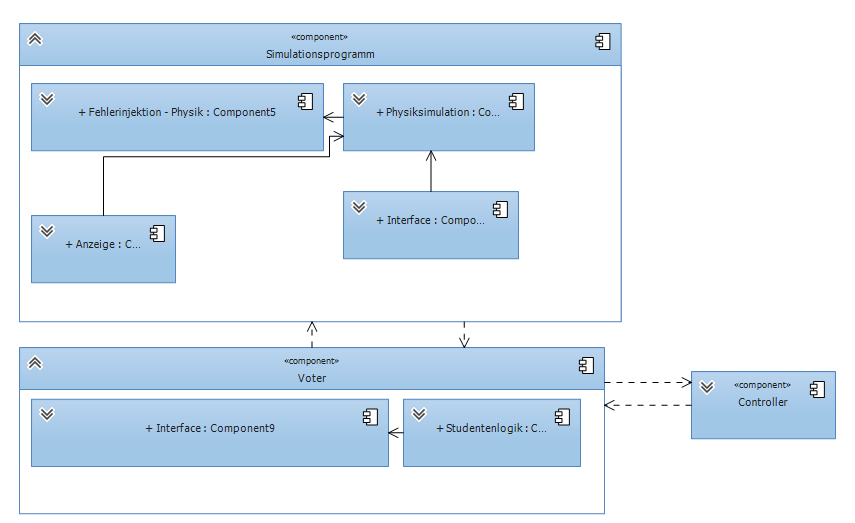 «component»
Simulationsprogramm
+ Fehlerinjektion - Physik : Component5
+ Physiksimulation : Co...
+ Interface : Compo...
+ Anzeige : C...
«component»
Voter
+ Interface : Component9
+ Studentenlogik : C...
«component»
Controller